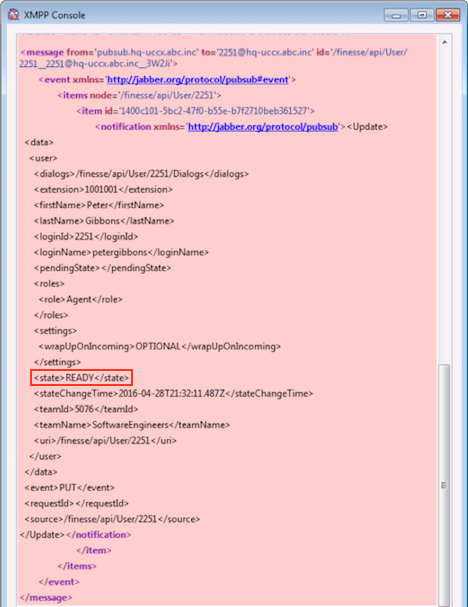 XMPP Console
<message from='pubsub.hq-uccx.abc.inc' to='2251@hq-uccx.abc.inc' id='/finesse/api/User/
2251__2251@hq-uccx.abc.inc__3W2Ji'>
<event xmlns='http://jabber.org/protocol/pubsub#event'>
<items node='/finesse/api/User/2251'>
<item id='1400c101-5bc2-47f0-b55e-b7f2710beb361527'>
<notification xmlns='http://jabber.org/protocol/pubsub'><Update>
<data>
<user>
<dialogs>/finesse/api/User/2251/Dialogs</dialogs>
<extension>1001001</extension>
<firstName>Peter</firstName>
<lastName>Gibbons</lastName>
<loginId>2251</loginId>
<loginName>petergibbons</loginName>
<pendingState></pendingState>
<roles>
<role>Agent</role>
</roles>
<settings>
<wrapUpOnIncoming>OPTIONAL</wrapUpOnIncoming>
</settings>
<state>READY</state>
<stateChangeTime>2016-04-28T21:32:11.487Z</stateChangeTime>
<teamId>5076</teamId>
<teamName>SoftwareEngineers</teamName>
<uri>/finesse/api/User/2251</uri>
</user>
</data>
<event>PUT</event>
<requestId></requestId>
<source>/finesse/api/User/2251</source>
</Update></notification>
</item>
</items>
</event>
</message>